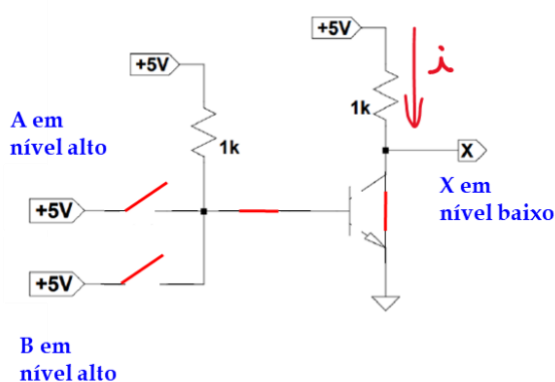 +5V
i
+5V
1k
A em
nível alto
1k
X
+5V
X em
nível baixo
+5V
B em
nível alto